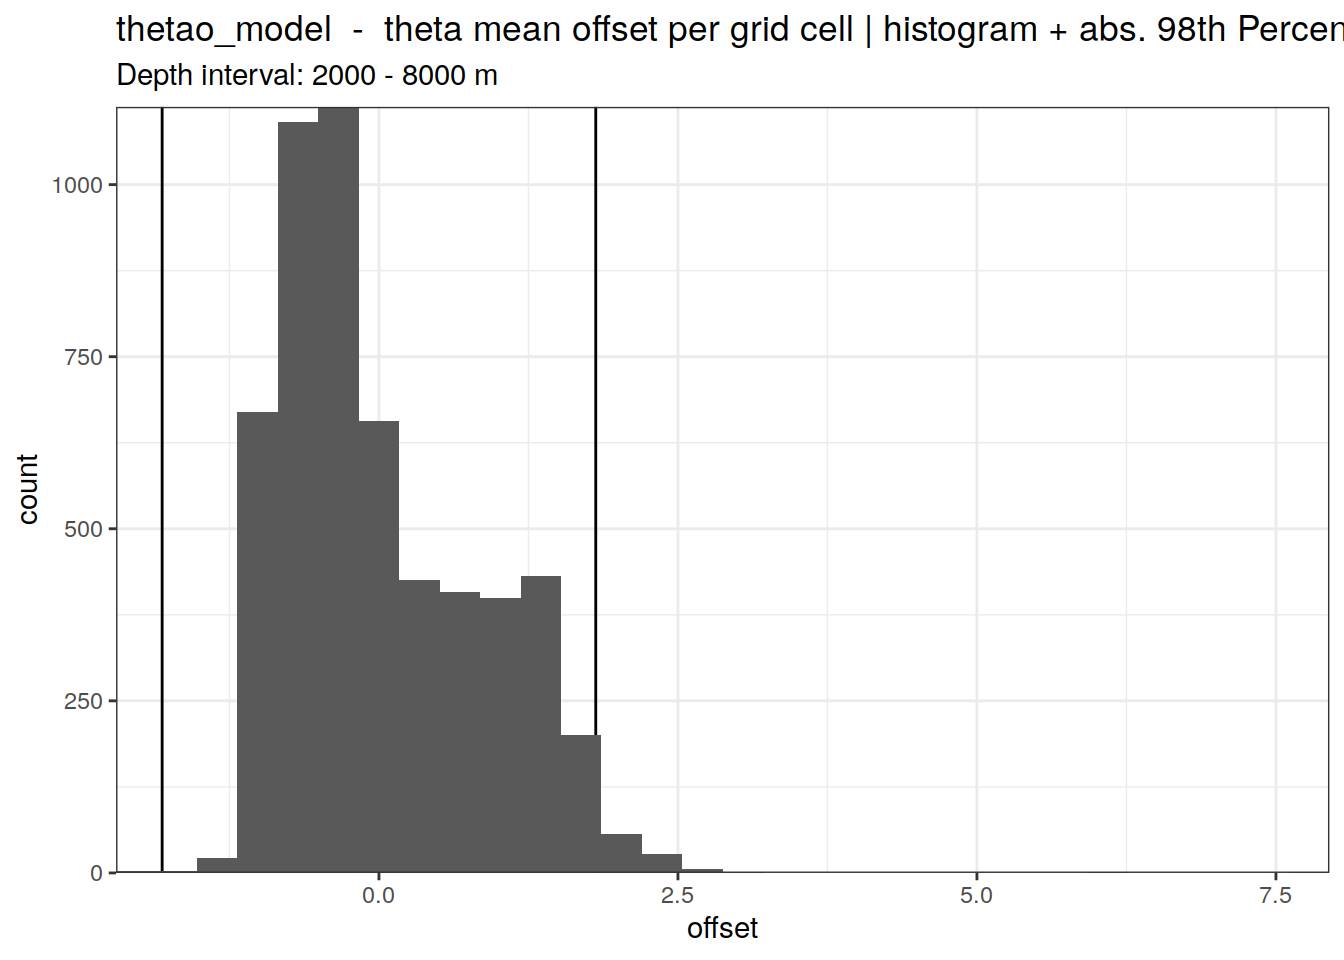 thetao_model  -  theta mean offset per grid cell | histogram + abs. 98th Percen
Depth interval: 2000 - 8000 m
1000
750
500
250
0
count
0.0
2.5
5.0
7.5
offset